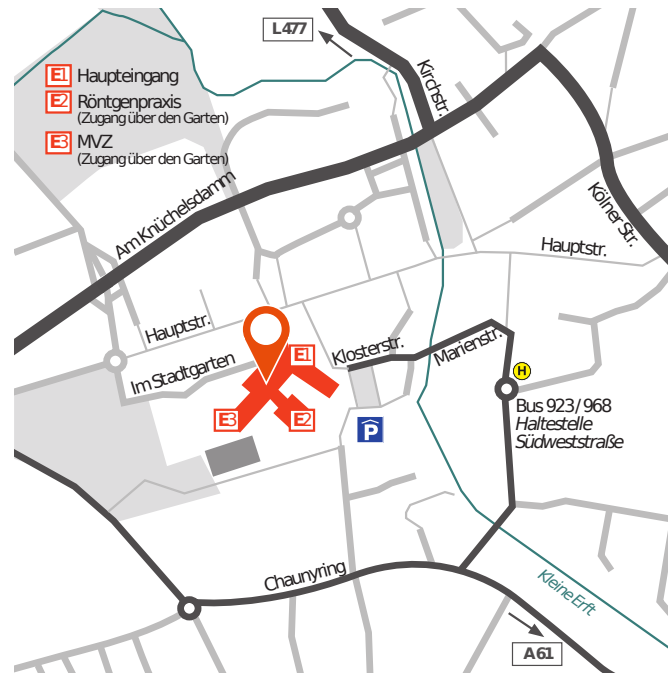 L477
E1 Haupteingang
E2 Röntgenpraxis
(Zugang über den Garten)
E3 MVZ
(Zugang über den Garten)
Kirchstr.
Am Knüchelsdamm
Kölner Str.
Hauptstr.
Hauptstr.
Im Stadtgarten
E1
Klosterstr.
Marienstr.
H
E3
E2
P
Bus 923/968
Haltestelle
Südweststraße
Chaunyring
Kleine Erft
A61